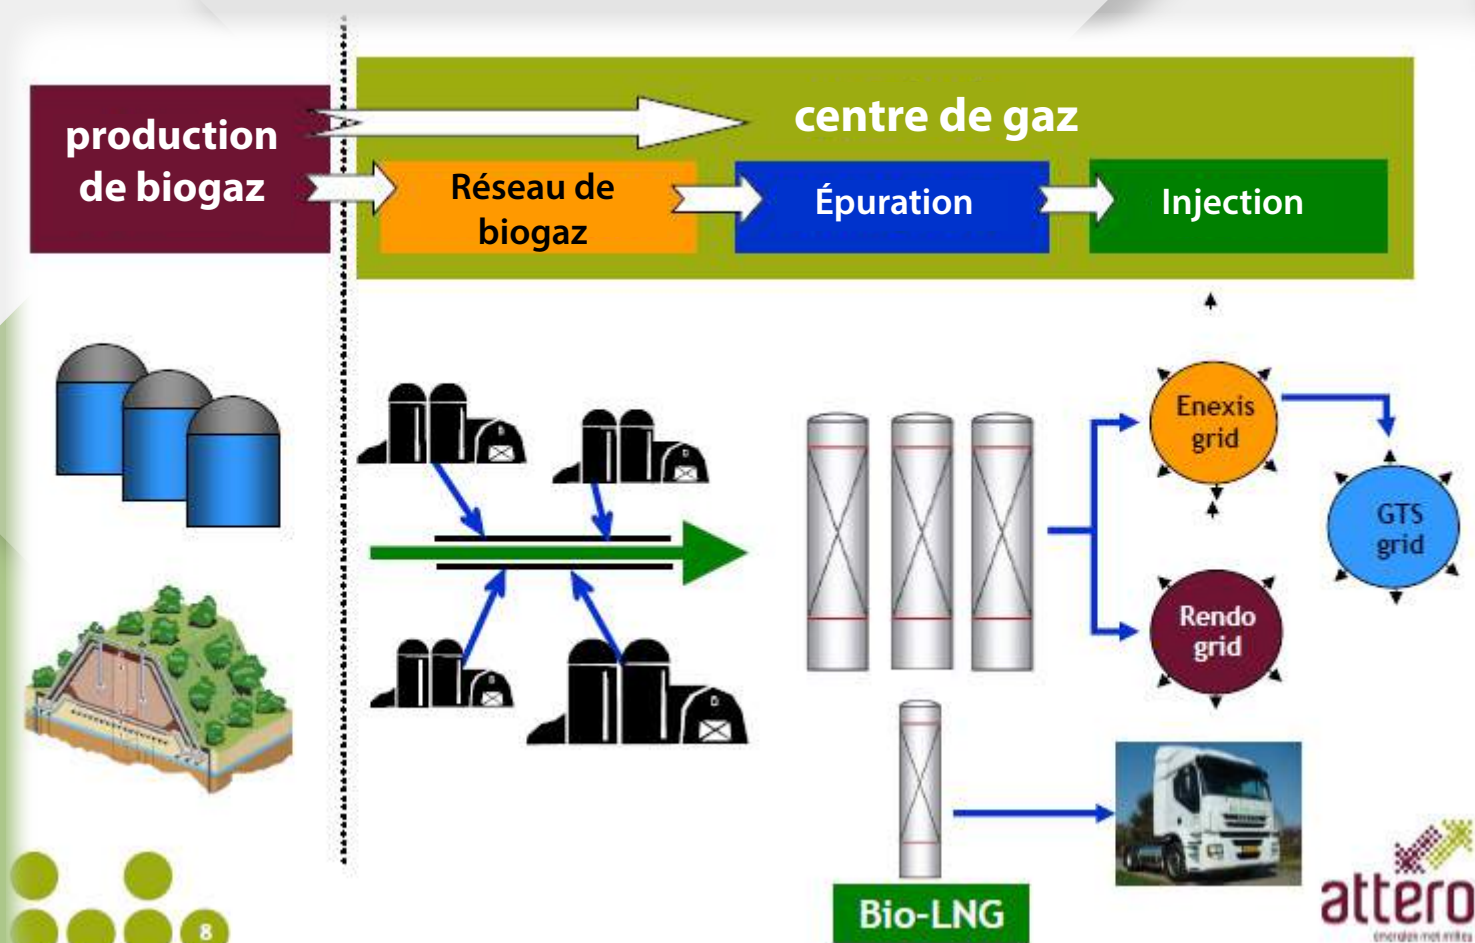 production
de biogaz
centre de gaz
Réseau de
biogaz
Épuration
Injection
Enexis
grid
GTS
grid
Rendo
grid
Bio-LNG
8
attero